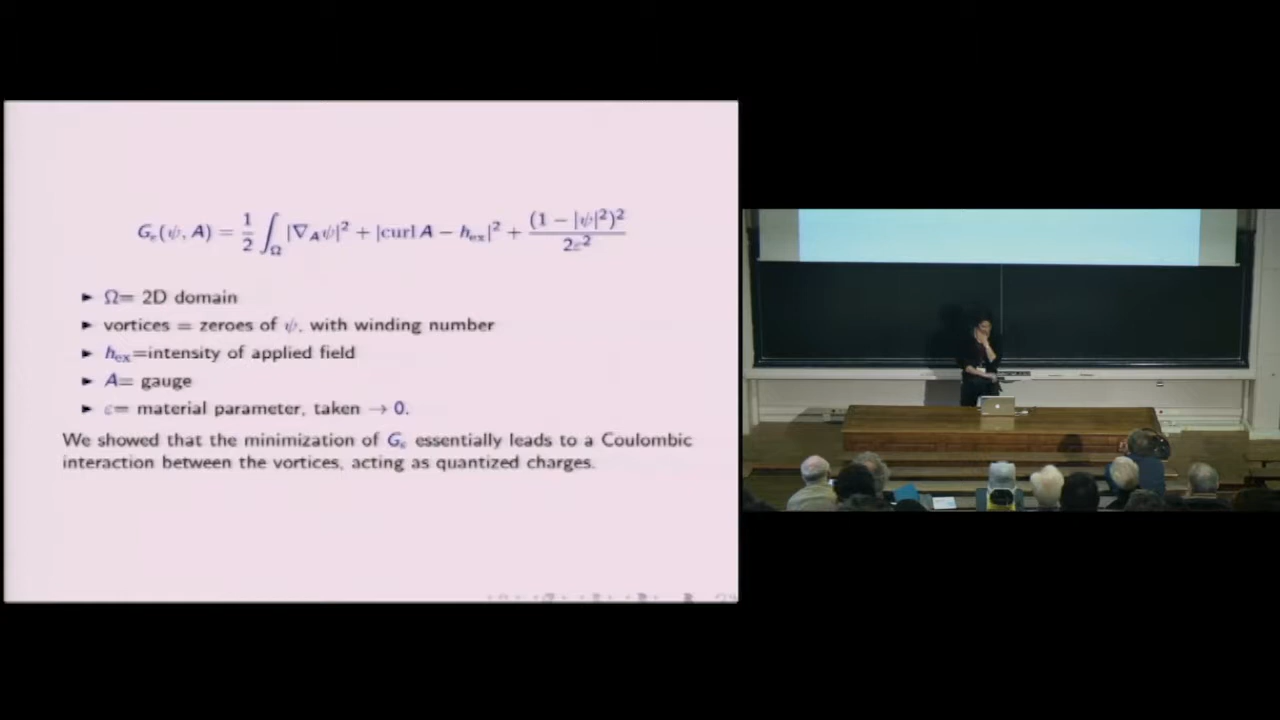 G_ε(ψ, A) = 1/2 ∫_Ω |∇_A ψ|² + |curl A − h_ex|² + (1 − |ψ|²)² / 2ε²
► Ω= 2D domain
► vortices = zeroes of ψ, with winding number
► h_ex=intensity of applied field
► A= gauge
► ε= material parameter, taken → 0.
We showed that the minimization of G_ε essentially leads to a Coulombic
interaction between the vortices, acting as quantized charges.